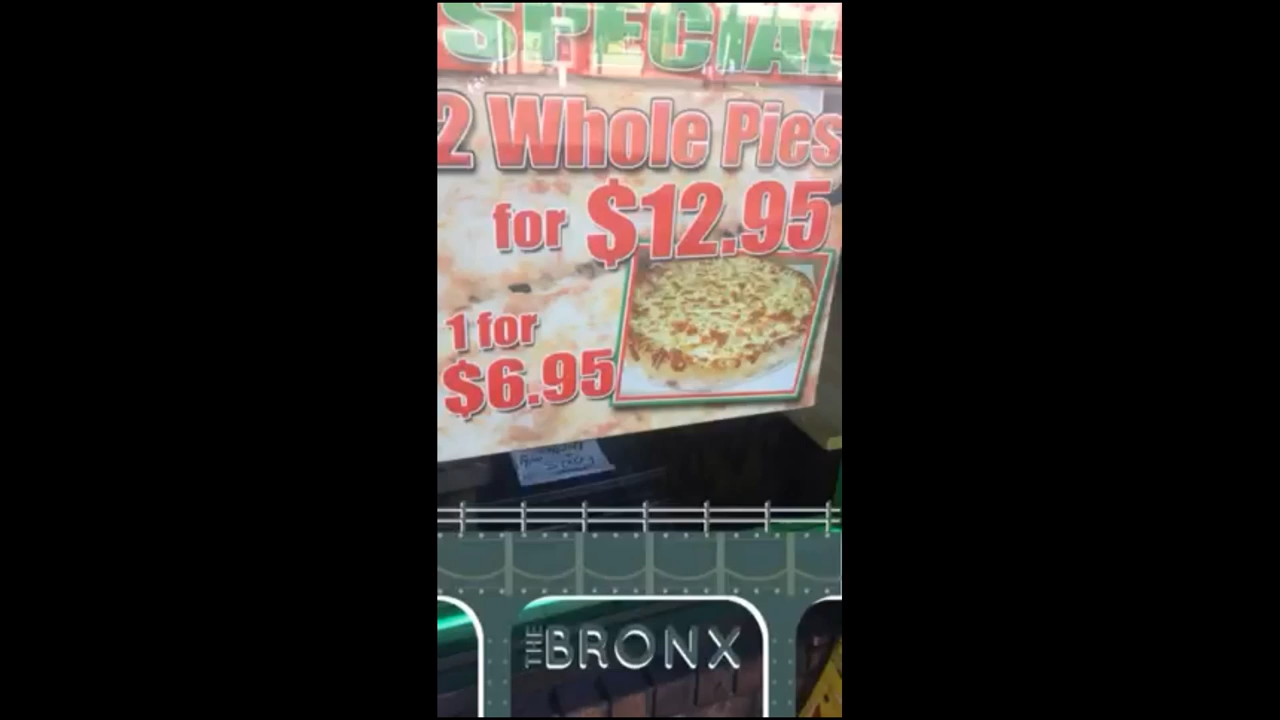 SPECIAL
2 Whole Pies
for $12.95
1 for
$6.95
THE BRONX